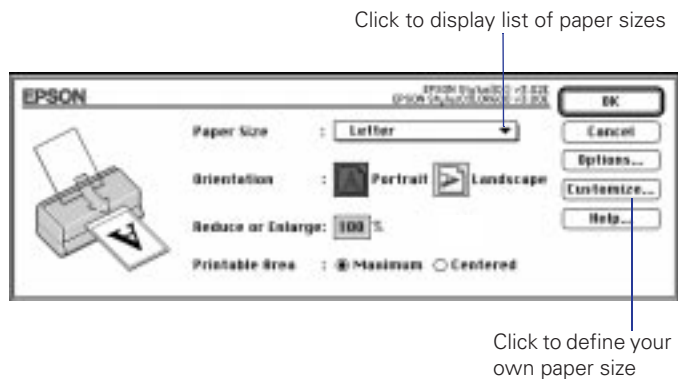 Click to display list of paper sizes
EPSON
OK
Paper Size : Letter
Cancel
Options...
Orientation : Portrait Landscape
Customize...
Reduce or Enlarge: 100 %
Help...
Printable Area : Maximum Centered
Click to define your
own paper size